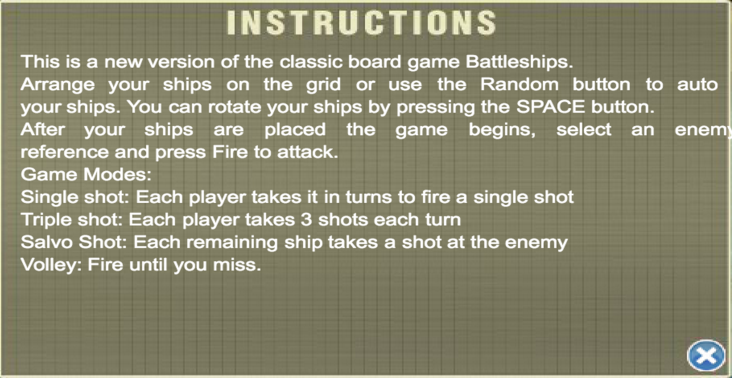 INSTRUCTIONS
This is a new version of the classic board game Battleships.
Arrange your ships on the grid or use the Random button to auto
your ships. You can rotate your ships by pressing the SPACE button.
After your ships are placed the game begins, select an enemy
reference and press Fire to attack.
Game Modes:
Single shot: Each player takes it in turns to fire a single shot
Triple shot: Each player takes 3 shots each turn
Salvo Shot: Each remaining ship takes a shot at the enemy
Volley: Fire until you miss.